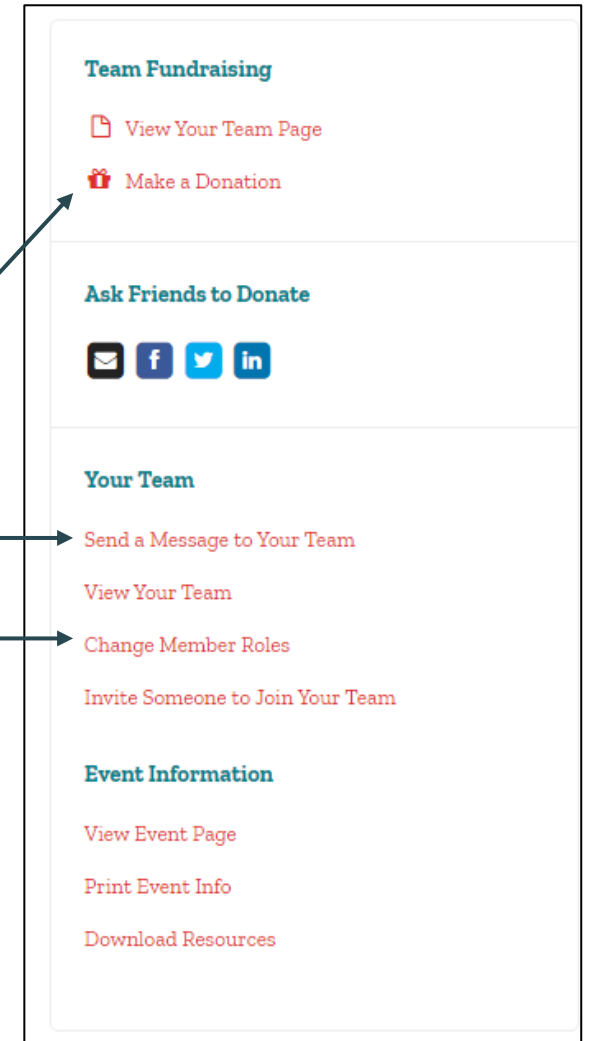 Team Fundraising
View Your Team Page
Make a Donation
Ask Friends to Donate
f in
Your Team
Send a Message to Your Team
View Your Team
Change Member Roles
Invite Someone to Join Your Team
Event Information
View Event Page
Print Event Info
Download Resources